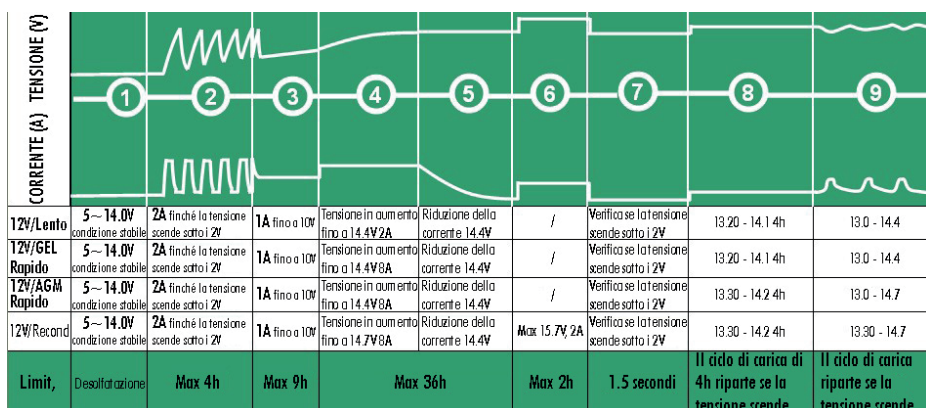 CORRENTE (A) TENSIONE (V)
1 2 3 4 5 6 7 8 9
12V/Lento
5~14.0V
condizione stabile
2A finché la tensione
scende sotto i 2V
1A fino a 10V
Tensione in aumento
fino a 14.4V2A
Riduzione della
corrente 14.4V
/
Verifica se la tensione
scende sotto i 2V
13.20 - 14.1 4h
13.0 - 14.4
12V/GEL
Rapido
5~14.0V
condizione stabile
2A finché la tensione
scende sotto i 2V
1A fino a 10V
Tensione in aumento
fino a 14.4V8A
Riduzione della
corrente 14.4V
/
Verifica se la tensione
scende sotto i 2V
13.20 - 14.1 4h
13.0 - 14.4
12V/AGM
Rapido
5~14.0V
condizione stabile
2A finché la tensione
scende sotto i 2V
1A fino a 10V
Tensione in aumento
fino a 14.4V8A
Riduzione della
corrente 14.4V
/
Verifica se la tensione
scende sotto i 2V
13.30 - 14.2 4h
13.0 - 14.7
12V/Recond
5~14.0V
condizione stabile
2A finché la tensione
scende sotto i 2V
1A fino a 10V
Tensione in aumento
fino a 14.7V8A
Riduzione della
corrente 14.4V
Max 15.7V, 2A
Verifica se la tensione
scende sotto i 2V
13.30 - 14.2 4h
13.30 - 14.7
Limit,
Desolfatazione
Max 4h
Max 9h
Max 36h
Max 2h
1.5 secondi
Il ciclo di carica di
4h riparte se la
tensione scende
Il ciclo di carica
riparte se la
tensione scende